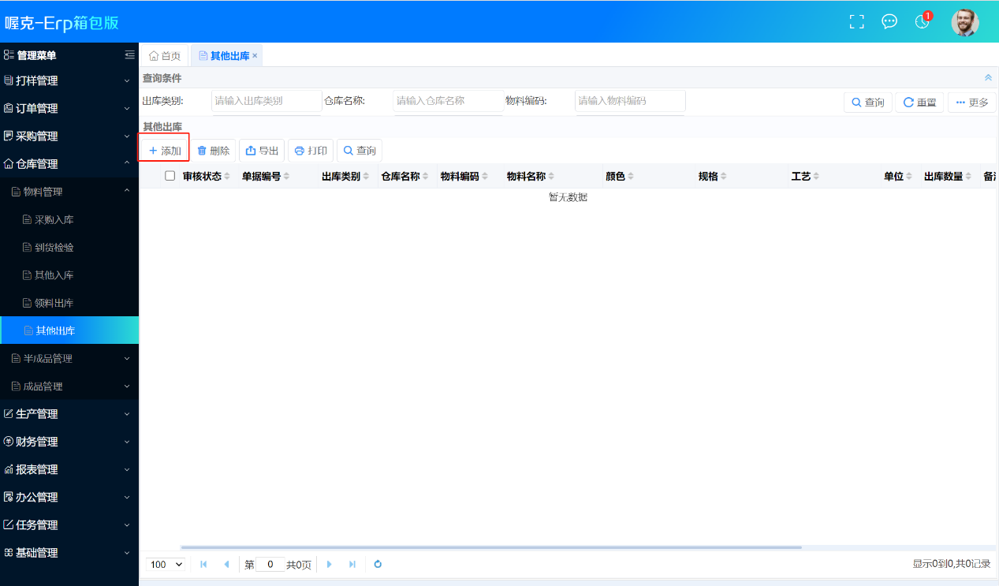 喔克-Erp箱包版
1
管理菜单
打样管理
订单管理
采购管理
仓库管理
物料管理
采购入库
到货检验
其他入库
领料出库
其他出库
半成品管理
成品管理
生产管理
财务管理
报表管理
办公管理
任务管理
基础管理
首页 其他出库 ×
查询条件
出库类别: 请输入出库类别 仓库名称: 请输入仓库名称 物料编码: 请输入物料编码 查询 重置 更多
其他出库
添加 删除 导出 打印 查询
审核状态 单据编号 出库类别 仓库名称 物料编码 物料名称 颜色 规格 工艺 单位 出库数量 备
暂无数据
100 第 0 共0页 显示0到0,共0记录